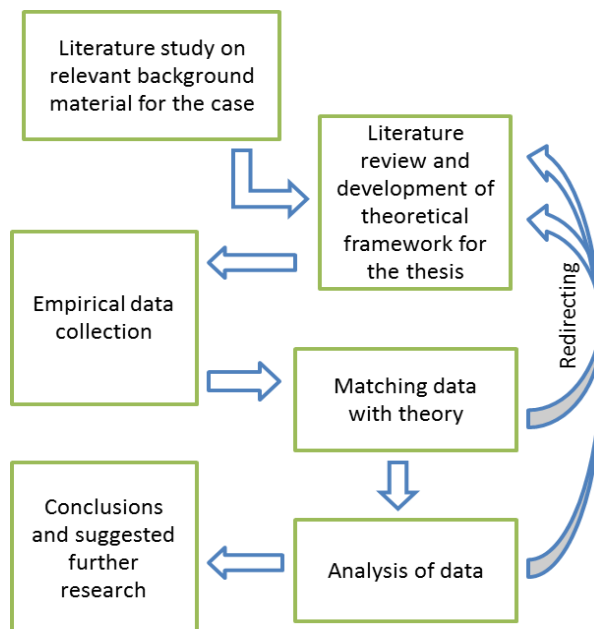 Literature study on
relevant background
material for the case
Literature
review and
development of
theoretical
framework for
the thesis
Empirical data
collection
Redirecting
Matching data
with theory
Conclusions
and suggested
further
research
Analysis of data